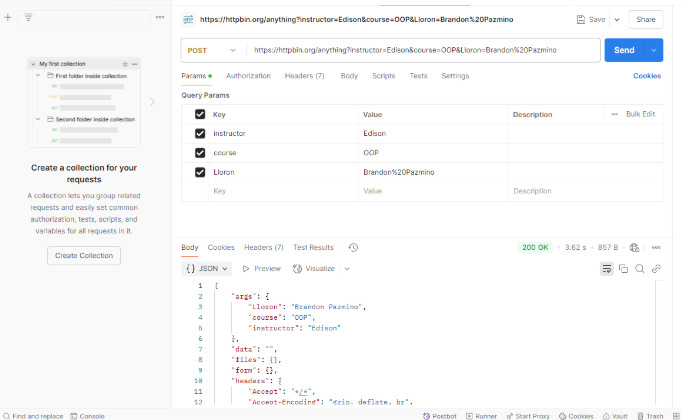 https://httpbin.org/anything?instructor=Edison&course=OOP&Lloron=Brandon%20Pazmino
Save
Share
POST
https://httpbin.org/anything?instructor=Edison&course=OOP&Lloron=Brandon%20Pazmino
Send
Params
Authorization
Headers (7)
Body
Scripts
Tests
Settings
Cookies
Query Params
Key Value Description Bulk Edit
instructor Edison
course OOP
Lloron Brandon%20Pazmino
Key Value Description
My first collection
First folder inside collection
Second folder inside collection
Create a collection for your
requests
A collection lets you group related
requests and easily set common
authorization, tests, scripts, and
variables for all requests in it.
Create Collection
Body Cookies Headers (7) Test Results 200 OK 3.62 s 857 B
{} JSON Preview Visualize
1 {
2 "args": {
3 "Lloron": "Brandon Pazmino",
4 "course": "OOP",
5 "instructor": "Edison"
6 },
7 "data": "",
8 "files": {},
9 "form": {},
10 "headers": {
11 "Accept": "*/*",
12 "Accept-Encoding": "gzip, deflate, br",
Find and replace Console Postbot Runner Start Proxy Cookies Vault Trash